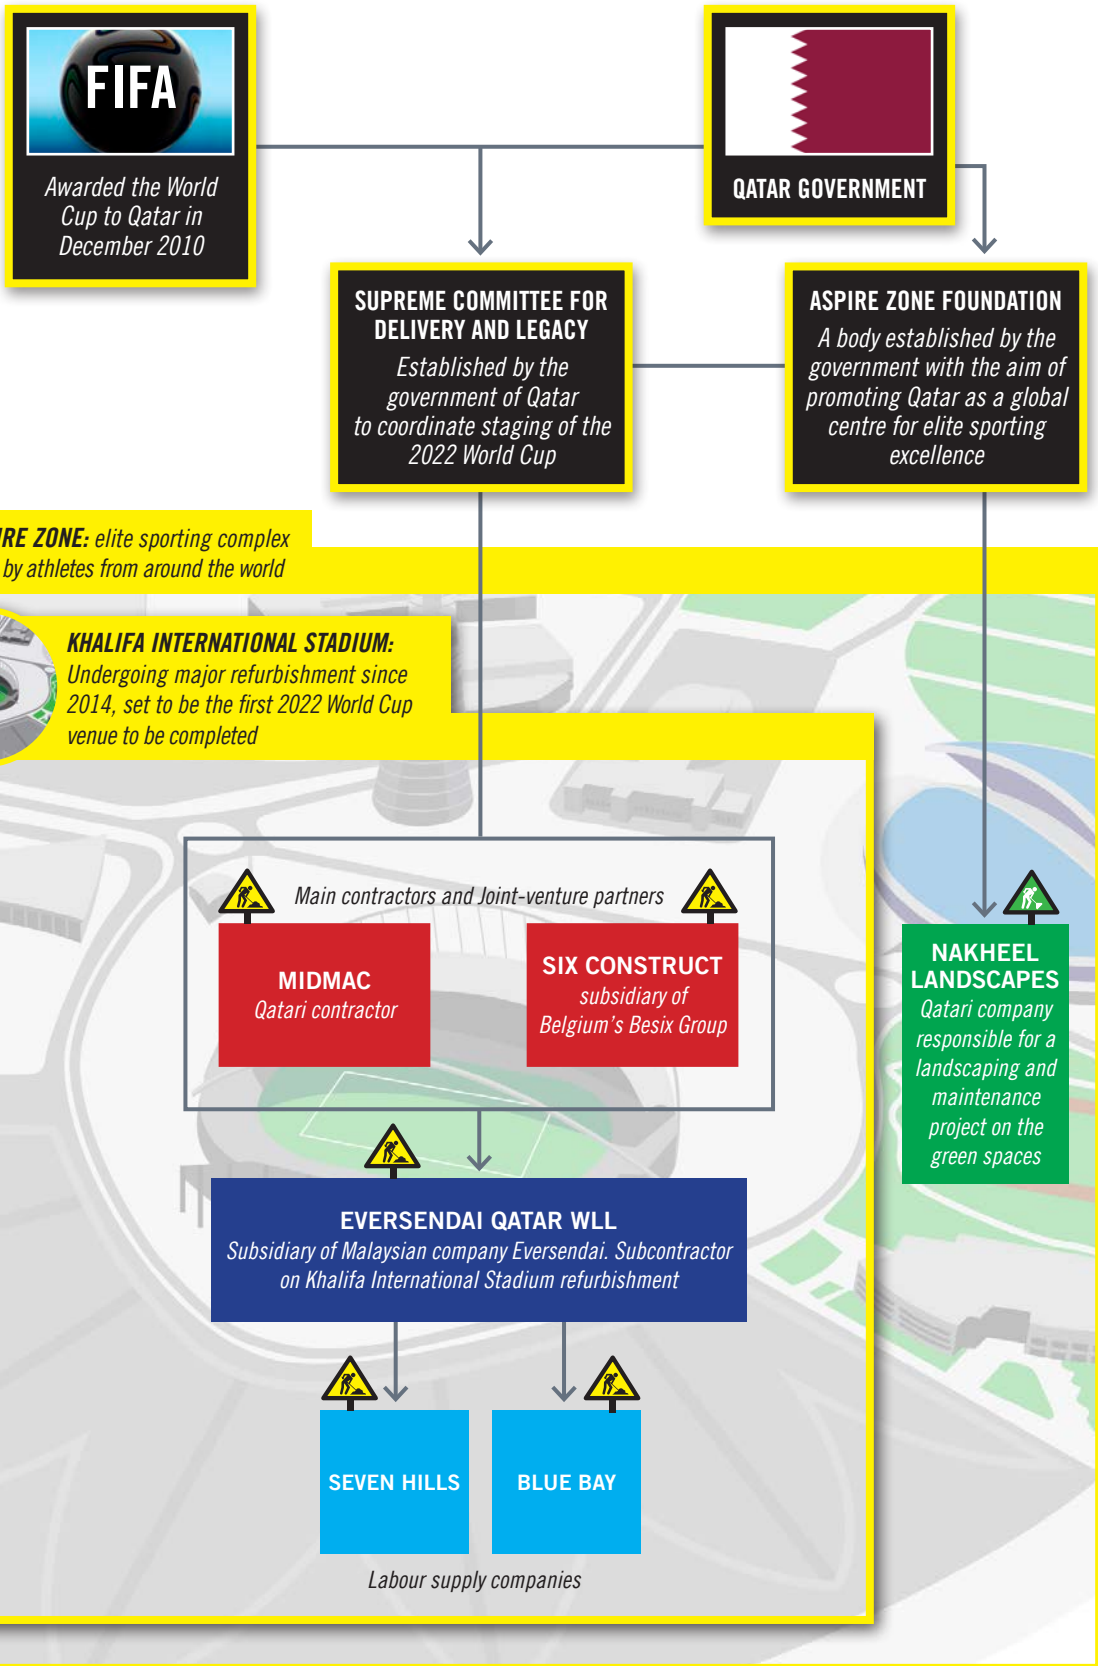 FIFA
Awarded the World
Cup to Qatar in
December 2010
QATAR GOVERNMENT
SUPREME COMMITTEE FOR
DELIVERY AND LEGACY
Established by the
government of Qatar
to coordinate staging of the
2022 World Cup
ASPIRE ZONE FOUNDATION
A body established by the
government with the aim of
promoting Qatar as a global
centre for elite sporting
excellence
IRE ZONE: elite sporting complex
by athletes from around the world
KHALIFA INTERNATIONAL STADIUM:
Undergoing major refurbishment since
2014, set to be the first 2022 World Cup
venue to be completed
Main contractors and Joint-venture partners
MIDMAC
Qatari contractor
SIX CONSTRUCT
subsidiary of
Belgium's Besix Group
NAKHEEL
LANDSCAPES
Qatari company
responsible for a
landscaping and
maintenance
project on the
green spaces
EVERSENDAI QATAR WLL
Subsidiary of Malaysian company Eversendai. Subcontractor
on Khalifa International Stadium refurbishment
SEVEN HILLS
BLUE BAY
Labour supply companies